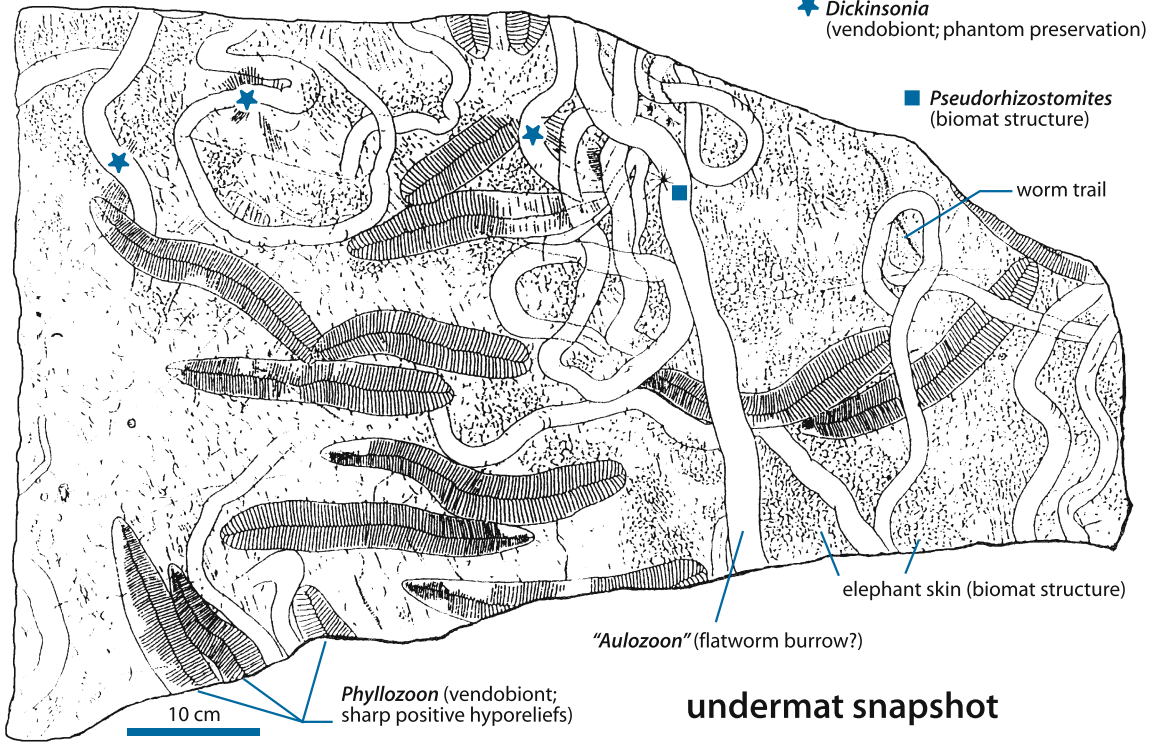 Dickinsonia
(vendobiont; phantom preservation)
Pseudorhizostomites
(biomat structure)
worm trail
elephant skin (biomat structure)
“Aulozoon” (flatworm burrow?)
Phyllozoon (vendobiont;
sharp positive hyporeliefs)
undermat snapshot
10 cm